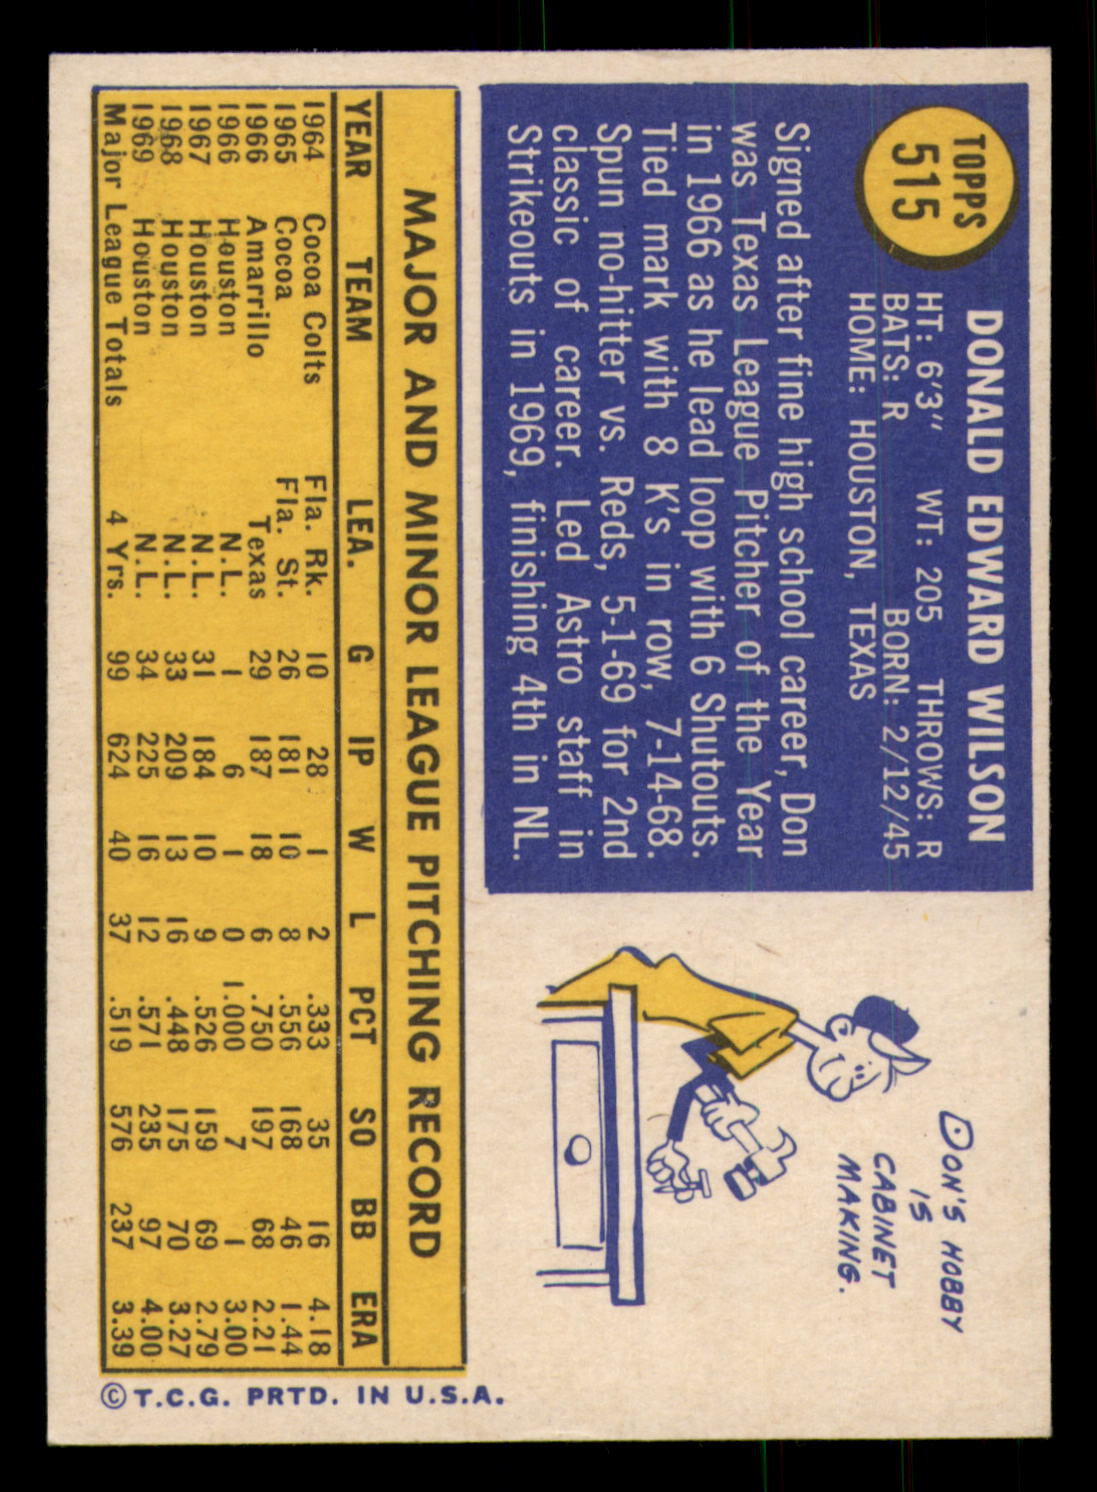 TOPPS
515
DONALD EDWARD WILSON
HT: 6'3" WT: 205 THROWS: R
BATS: R BORN: 2/12/45
HOME: HOUSTON, TEXAS
Signed after fine high school career, Don
was Texas League Pitcher of the Year
in 1966 as he lead loop with 6 Shutouts.
Tied mark with 8 K's in row, 7-14-68.
Spun no-hitter vs. Reds, 5-1-69 for 2nd
classic of career. Led Astro staff in
Strikeouts in 1969, finishing 4th in NL.
DON'S HOBBY
IS
CABINET
MAKING.
MAJOR AND MINOR LEAGUE PITCHING RECORD
YEAR TEAM LEA. G IP W L PCT SO BB ERA
1964 Cocoa Colts Fla. Rk. 10 28 1 2 .333 35 16 4.18
1965 Cocoa Fla. St. 26 181 10 8 .556 168 46 1.44
1966 Amarrillo Texas 29 187 18 6 .750 197 68 2.21
1966 Houston N.L. 1 6 1 0 1.000 7 1 3.00
1967 Houston N.L. 31 184 10 9 .526 159 69 2.79
1968 Houston N.L. 33 209 13 16 .448 175 70 3.27
1969 Houston N.L. 34 225 16 12 .571 235 97 4.00
Major League Totals 4 Yrs. 99 624 40 37 .519 576 237 3.39
© T.C.G. PRTD. IN U.S.A.